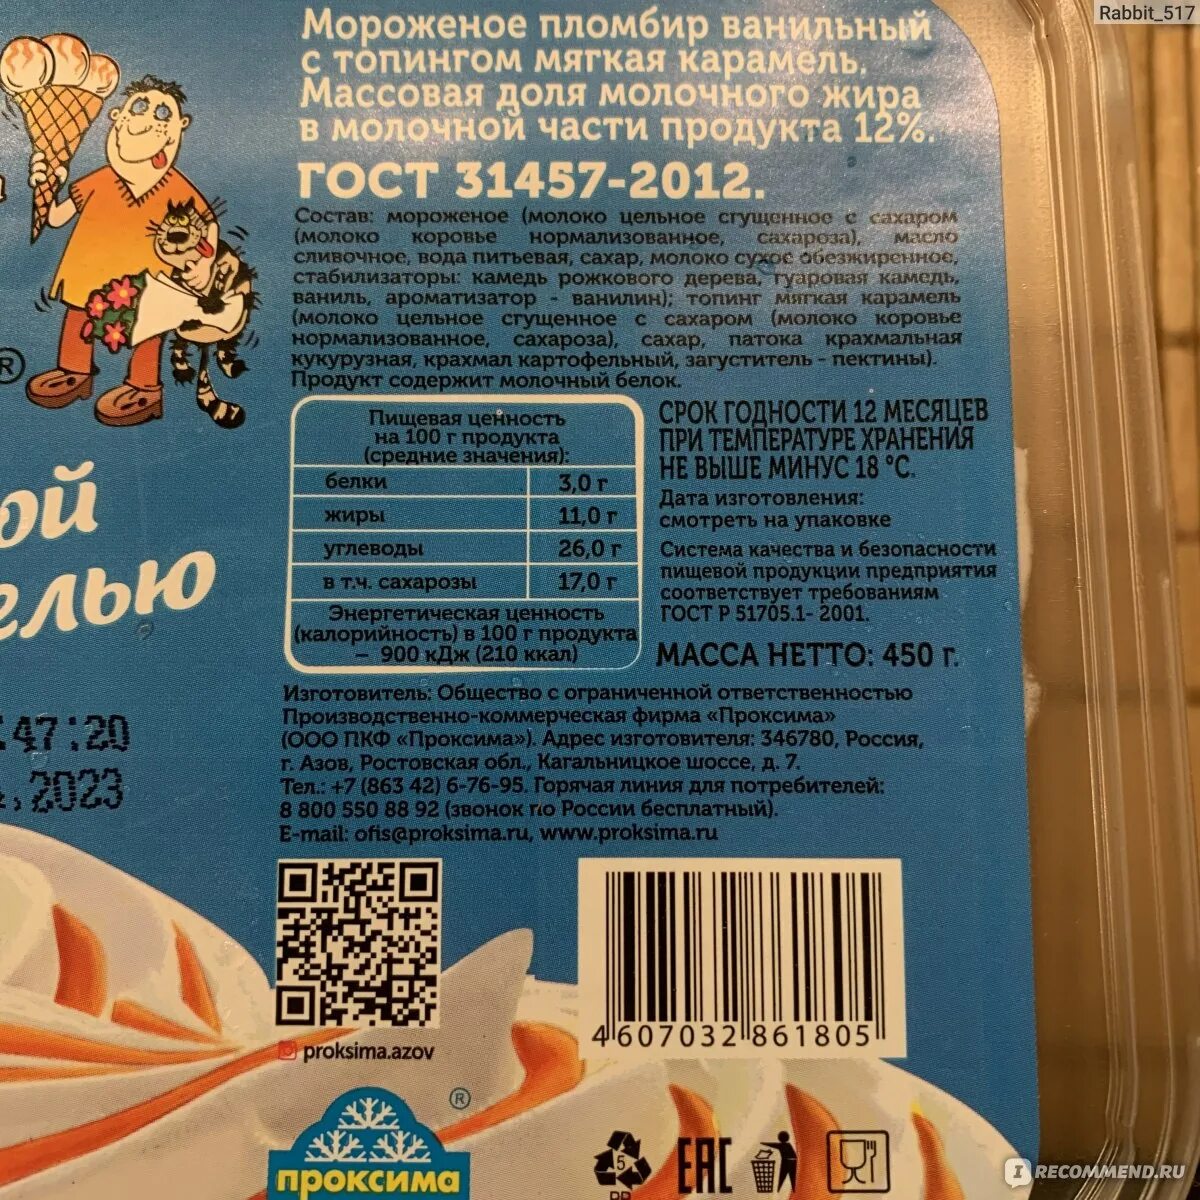 Rabbit_517
Мороженое пломбир ванильный
с топингом мягкая карамель.
Массовая доля молочного жира
в молочной части продукта 12%.
ГОСТ 31457-2012.
Состав: мороженое (молоко цельное сгущенное с сахаром
(молоко коровье нормализованное, сахароза), масло
сливочное, вода питьевая, сахар, молоко сухое обезжиренное,
стабилизаторы: камедь рожкового дерева, гуаровая камедь,
ваниль, ароматизатор - ванилин); топинг мягкая карамель
(молоко цельное сгущенное с сахаром (молоко коровье
нормализованное, сахароза), сахар, патока крахмальная
кукурузная, крахмал картофельный, загуститель - пектины).
Продукт содержит молочный белок.
Пищевая ценность
на 100 г продукта
(средние значения):
белки 3,0 г
жиры 11,0 г
углеводы 26,0 г
в т.ч. сахарозы 17,0 г
Энергетическая ценность
(калорийность) в 100 г продукта
– 900 кДж (210 ккал)
СРОК ГОДНОСТИ 12 МЕСЯЦЕВ
ПРИ ТЕМПЕРАТУРЕ ХРАНЕНИЯ
НЕ ВЫШЕ МИНУС 18 °С.
Дата изготовления:
смотреть на упаковке
Система качества и безопасности
пищевой продукции предприятия
соответствует требованиям
ГОСТ Р 51705.1- 2001.
МАССА НЕТТО: 450 г.
®
ой
елью
:47:20
.2023
Изготовитель: Общество с ограниченной ответственностью
Производственно-коммерческая фирма «Проксима»
(ООО ПКФ «Проксима»). Адрес изготовителя: 346780, Россия,
г. Азов, Ростовская обл., Кагальницкое шоссе, д. 7.
Тел.: +7 (863 42) 6-76-95. Горячая линия для потребителей:
8 800 550 88 92 (звонок по России бесплатный).
E-mail: ofis@proksima.ru, www.proksima.ru
proksima.azov
4 607032 861805
®
проксима
5
PP
EAC
IRECOMMEND.RU